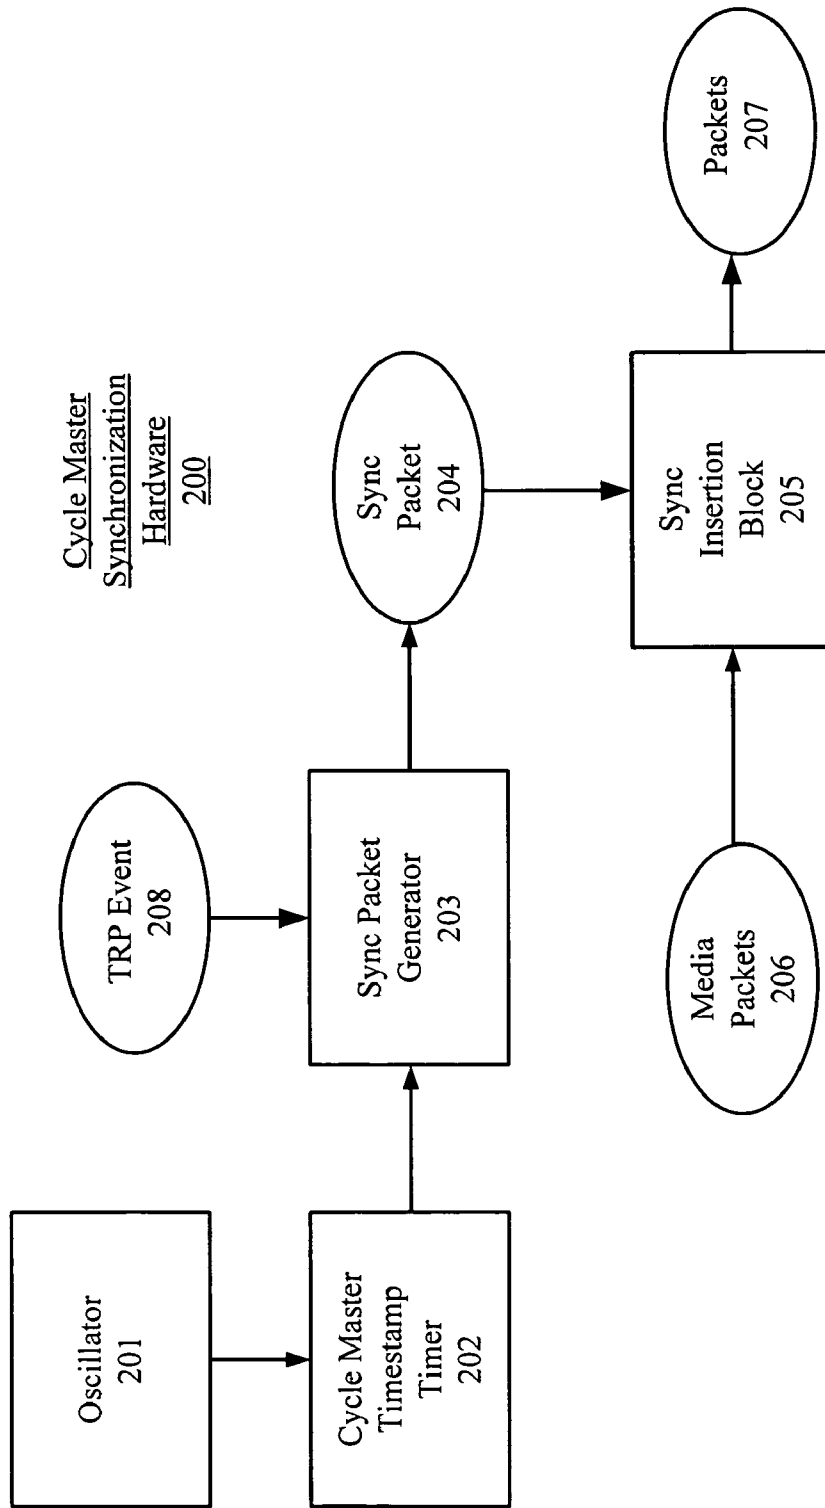 Cycle Master
Synchronization
Hardware
200
Oscillator
201
TRP Event
208
Cycle Master
Timestamp
Timer
202
Sync Packet
Generator
203
Sync
Packet
204
Media
Packets
206
Sync
Insertion
Block
205
Packets
207